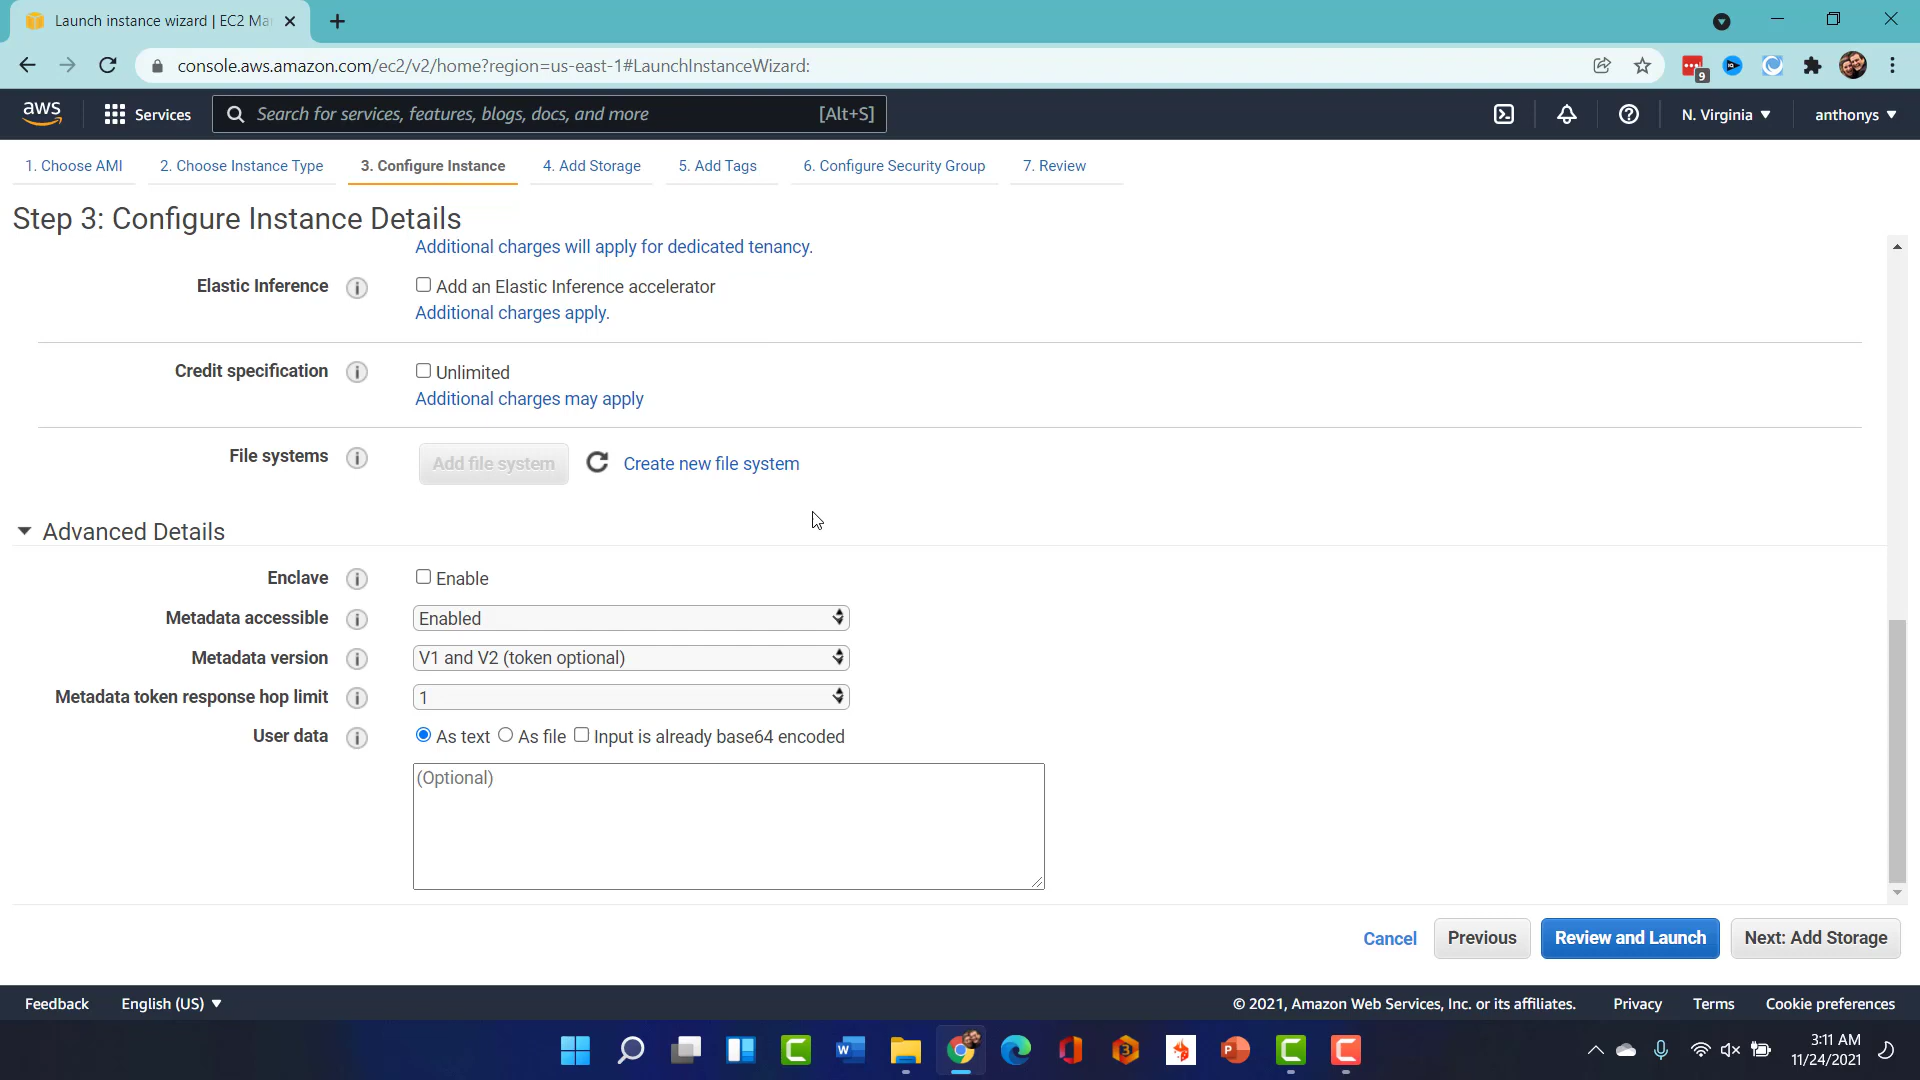 Launch instance wizard | EC2 Ma
console.aws.amazon.com/ec2/v2/home?region=us-east-1#LaunchInstanceWizard:
9
aws
Services
Search for services, features, blogs, docs, and more
[Alt+S]
N. Virginia
anthonys
1. Choose AMI
2. Choose Instance Type
3. Configure Instance
4. Add Storage
5. Add Tags
6. Configure Security Group
7. Review
Step 3: Configure Instance Details
Additional charges will apply for dedicated tenancy.
Elastic Inference
Add an Elastic Inference accelerator
Additional charges apply.
Credit specification
Unlimited
Additional charges may apply
File systems
Add file system
Create new file system
Advanced Details
Enclave
Enable
Metadata accessible
Enabled
Metadata version
V1 and V2 (token optional)
Metadata token response hop limit
1
User data
As text
As file
Input is already base64 encoded
(Optional)
Cancel
Previous
Review and Launch
Next: Add Storage
Feedback
English (US)
© 2021, Amazon Web Services, Inc. or its affiliates.
Privacy
Terms
Cookie preferences
3:11 AM
11/24/2021